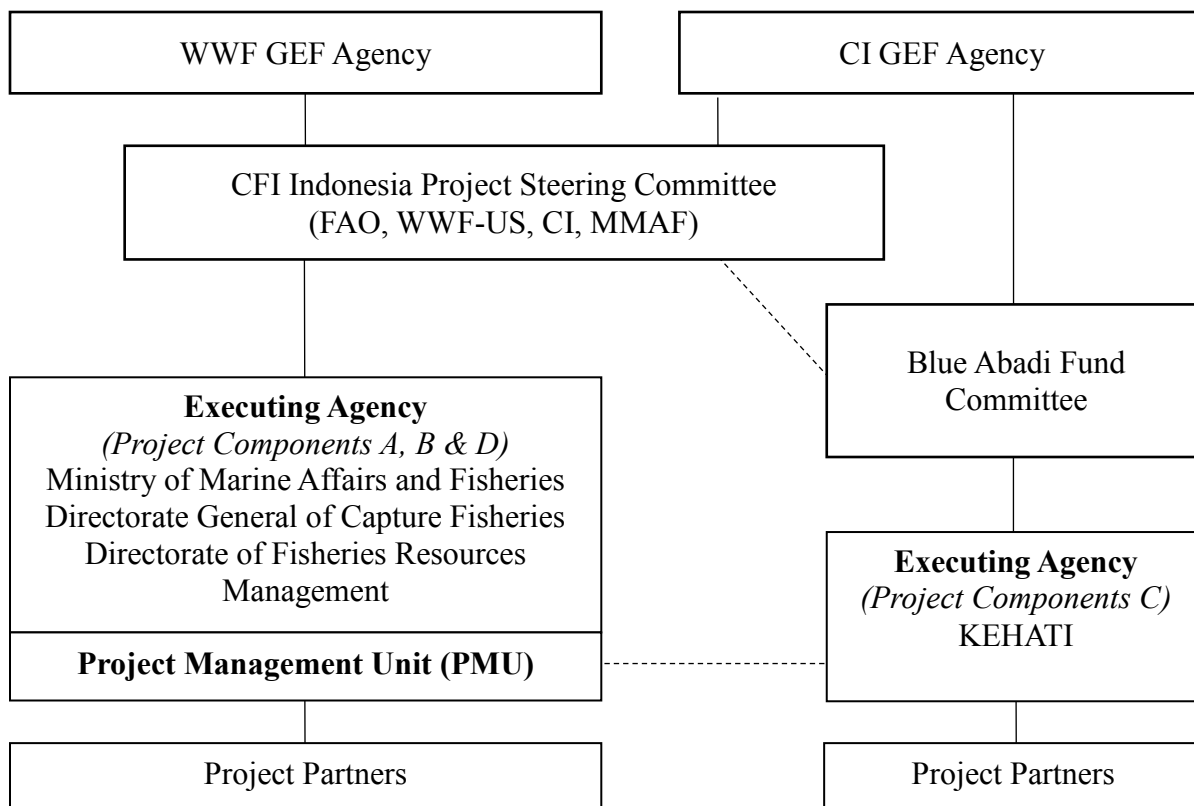 WWF GEF Agency
CI GEF Agency
CFI Indonesia Project Steering Committee
(FAO, WWF-US, CI, MMAF)
Blue Abadi Fund
Committee
Executing Agency
(Project Components A, B & D)
Ministry of Marine Affairs and Fisheries
Directorate General of Capture Fisheries
Directorate of Fisheries Resources
Management
Project Management Unit (PMU)
Executing Agency
(Project Components C)
KEHATI
Project Partners
Project Partners